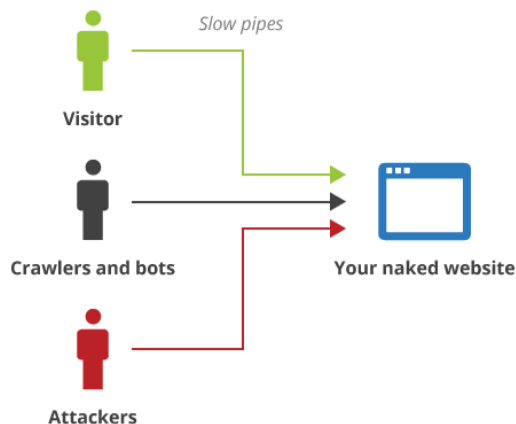 Slow pipes
Visitor
Crawlers and bots
Your naked website
Attackers